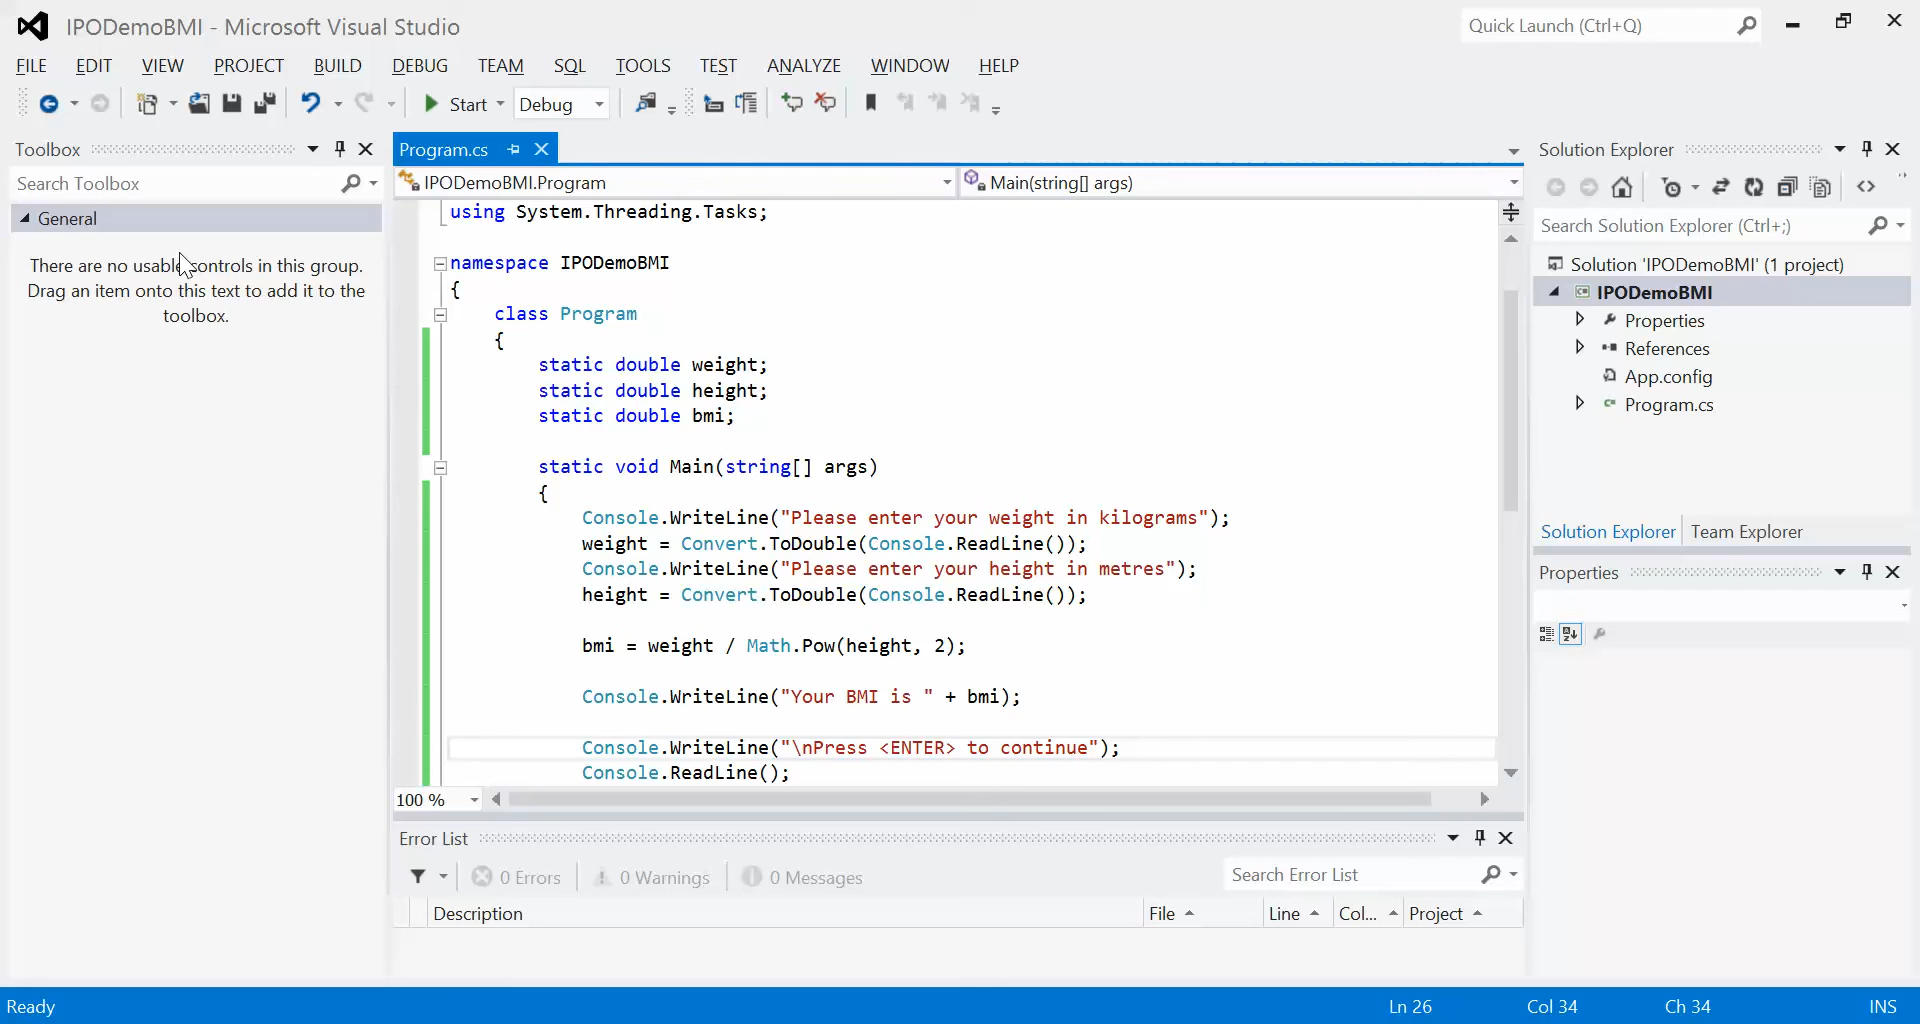 IPODemoBMI - Microsoft Visual Studio
Quick Launch (Ctrl+Q)
FILE EDIT VIEW PROJECT BUILD DEBUG TEAM SQL TOOLS TEST ANALYZE WINDOW HELP
Start Debug
Toolbox
Search Toolbox
General
There are no usable controls in this group.
Drag an item onto this text to add it to the
toolbox.
Program.cs
IPODemoBMI.Program
Main(string[] args)
using System.Threading.Tasks;
namespace IPODemoBMI
{
class Program
{
static double weight;
static double height;
static double bmi;
static void Main(string[] args)
{
Console.WriteLine("Please enter your weight in kilograms");
weight = Convert.ToDouble(Console.ReadLine());
Console.WriteLine("Please enter your height in metres");
height = Convert.ToDouble(Console.ReadLine());
bmi = weight / Math.Pow(height, 2);
Console.WriteLine("Your BMI is " + bmi);
Console.WriteLine("\nPress <ENTER> to continue");
Console.ReadLine();
100 %
Error List
0 Errors
0 Warnings
0 Messages
Search Error List
Description File Line Col... Project
Solution Explorer
Search Solution Explorer (Ctrl+;)
Solution 'IPODemoBMI' (1 project)
IPODemoBMI
Properties
References
App.config
Program.cs
Solution Explorer Team Explorer
Properties
Ready Ln 26 Col 34 Ch 34 INS